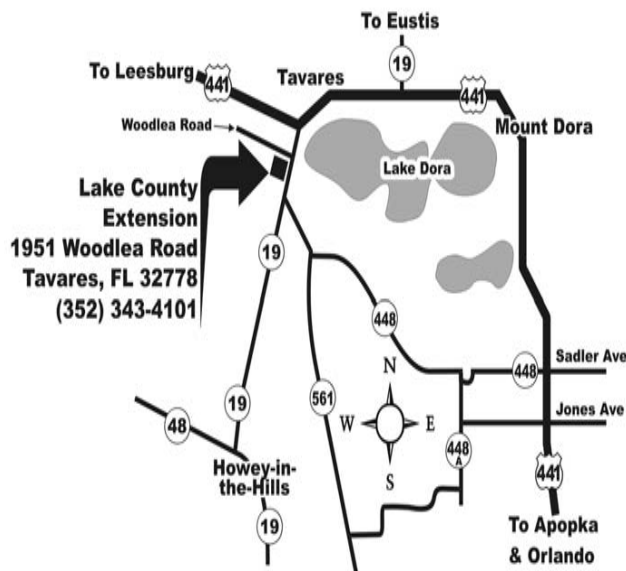 To Eustis
19
To Leesburg
441
Tavares
441
Woodlea Road
Mount Dora
Lake Dora
Lake County
Extension
1951 Woodlea Road
Tavares, FL 32778
(352) 343-4101
19
448
Sadler Ave
448
N
19
561
W
E
Jones Ave
48
448
A
S
Howey-in-
the-Hills
441
19
To Apopka
& Orlando